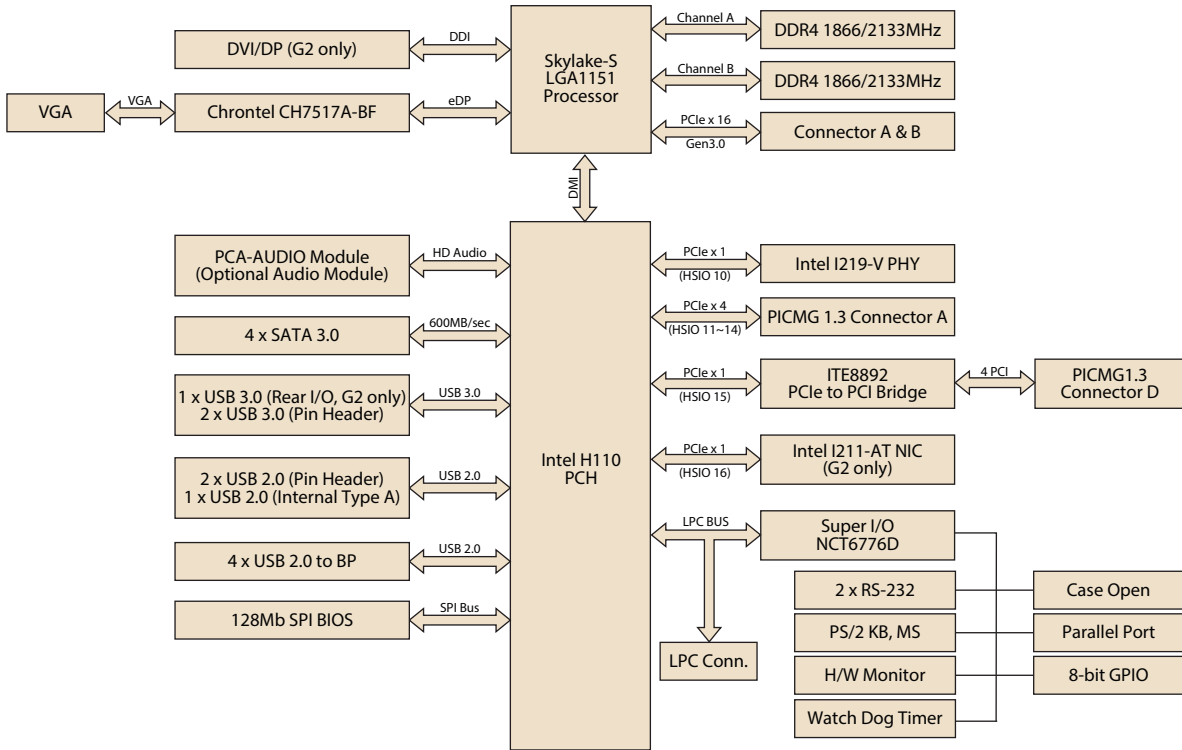 DVI/DP (G2 only)
DDI
VGA
VGA
Chrontel CH7517A-BF
eDP
Skylake-S
LGA1151
Processor
Channel A
DDR4 1866/2133MHz
Channel B
DDR4 1866/2133MHz
PCIe x 16
Gen3.0
Connector A & B
DMI
PCA-AUDIO Module
(Optional Audio Module)
HD Audio
4 x SATA 3.0
600MB/sec
1 x USB 3.0 (Rear I/O, G2 only)
2 x USB 3.0 (Pin Header)
USB 3.0
2 x USB 2.0 (Pin Header)
1 x USB 2.0 (Internal Type A)
USB 2.0
4 x USB 2.0 to BP
USB 2.0
128Mb SPI BIOS
SPI Bus
Intel H110
PCH
PCIe x 1
(HSIO 10)
Intel I219-V PHY
PCIe x 4
(HSIO 11~14)
PICMG 1.3 Connector A
PCIe x 1
(HSIO 15)
ITE8892
PCIe to PCI Bridge
4 PCI
PICMG1.3
Connector D
PCIe x 1
(HSIO 16)
Intel I211-AT NIC
(G2 only)
LPC BUS
Super I/O
NCT6776D
LPC Conn.
2 x RS-232
Case Open
PS/2 KB, MS
Parallel Port
H/W Monitor
8-bit GPIO
Watch Dog Timer